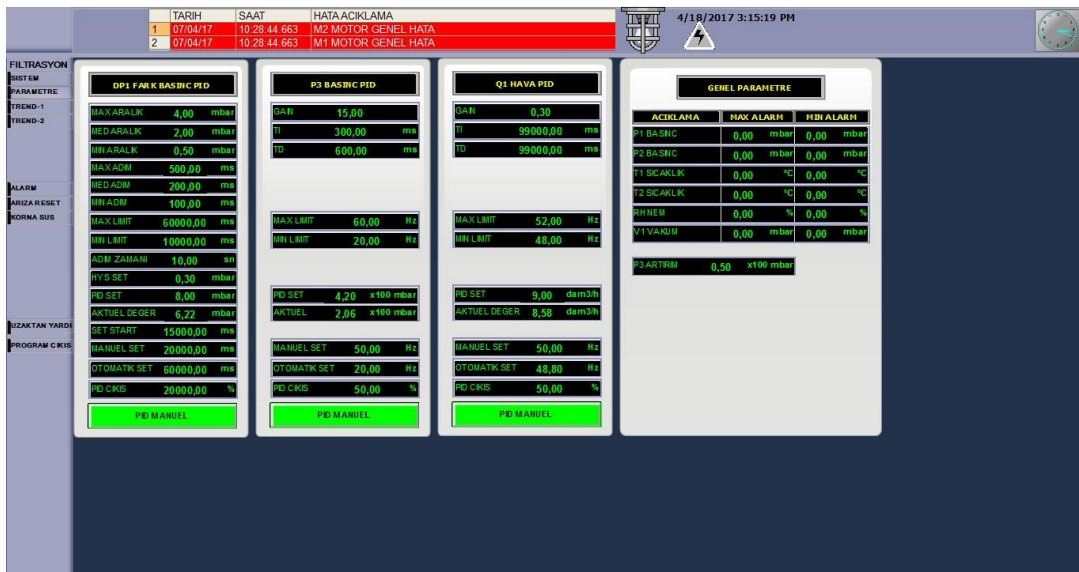 TARIH SAAT HATA ACIKLAMA
1 07/04/17 10:28:44.663 M2 MOTOR GENEL HATA
2 07/04/17 10:28:44.663 M1 MOTOR GENEL HATA
4/18/2017 3:15:19 PM
FILTRASYON
SISTEM
PARAMETRE
TREND-1
TREND-2
ALARM
ARIZA RESET
KORNA SUS
UZAKTAN YARDI
PROGRAM CIKIS
DP1 FARK BASINC PID
MAX ARALIK 4,00 mbar
MED ARALIK 2,00 mbar
MIN ARALIK 0,50 mbar
MAX ADIM 500,00 ms
MED ADIM 200,00 ms
MIN ADIM 100,00 ms
MAX LIMIT 60000,00 ms
MIN LIMIT 10000,00 ms
ADIM ZAMANI 10,00 sn
HYS SET 0,30 mbar
PID SET 8,00 mbar
AKTUEL DEGER 6,22 mbar
SET START 15000,00 ms
MANUEL SET 20000,00 ms
OTOMATIK SET 60000,00 ms
PID CIKIS 20000,00 %
PID MANUEL
P3 BASINC PID
GAIN 15,00
TI 300,00 ms
TD 600,00 ms
MAX LIMIT 60,00 Hz
MIN LIMIT 20,00 Hz
PID SET 4,20 x100 mbar
AKTUEL 2,06 x100 mbar
MANUEL SET 50,00 Hz
OTOMATIK SET 20,00 Hz
PID CIKIS 50,00 %
PID MANUEL
Q1 HAVA PID
GAIN 0,30
TI 99000,00 ms
TD 99000,00 ms
MAX LIMIT 52,00 Hz
MIN LIMIT 48,00 Hz
PID SET 9,00 dam3/h
AKTUEL DEGER 8,58 dam3/h
MANUEL SET 50,00 Hz
OTOMATIK SET 48,80 Hz
PID CIKIS 50,00 %
PID MANUEL
GENEL PARAMETRE
ACIKLAMA MAX ALARM MIN ALARM
P1 BASINC 0,00 mbar 0,00 mbar
P2 BASINC 0,00 mbar 0,00 mbar
T1 SICAKLIK 0,00 °C 0,00 °C
T2 SICAKLIK 0,00 °C 0,00 °C
RH NEM 0,00 % 0,00 %
V1 VAKUM 0,00 mbar 0,00 mbar
P3 ARTIRIM 0,50 x100 mbar